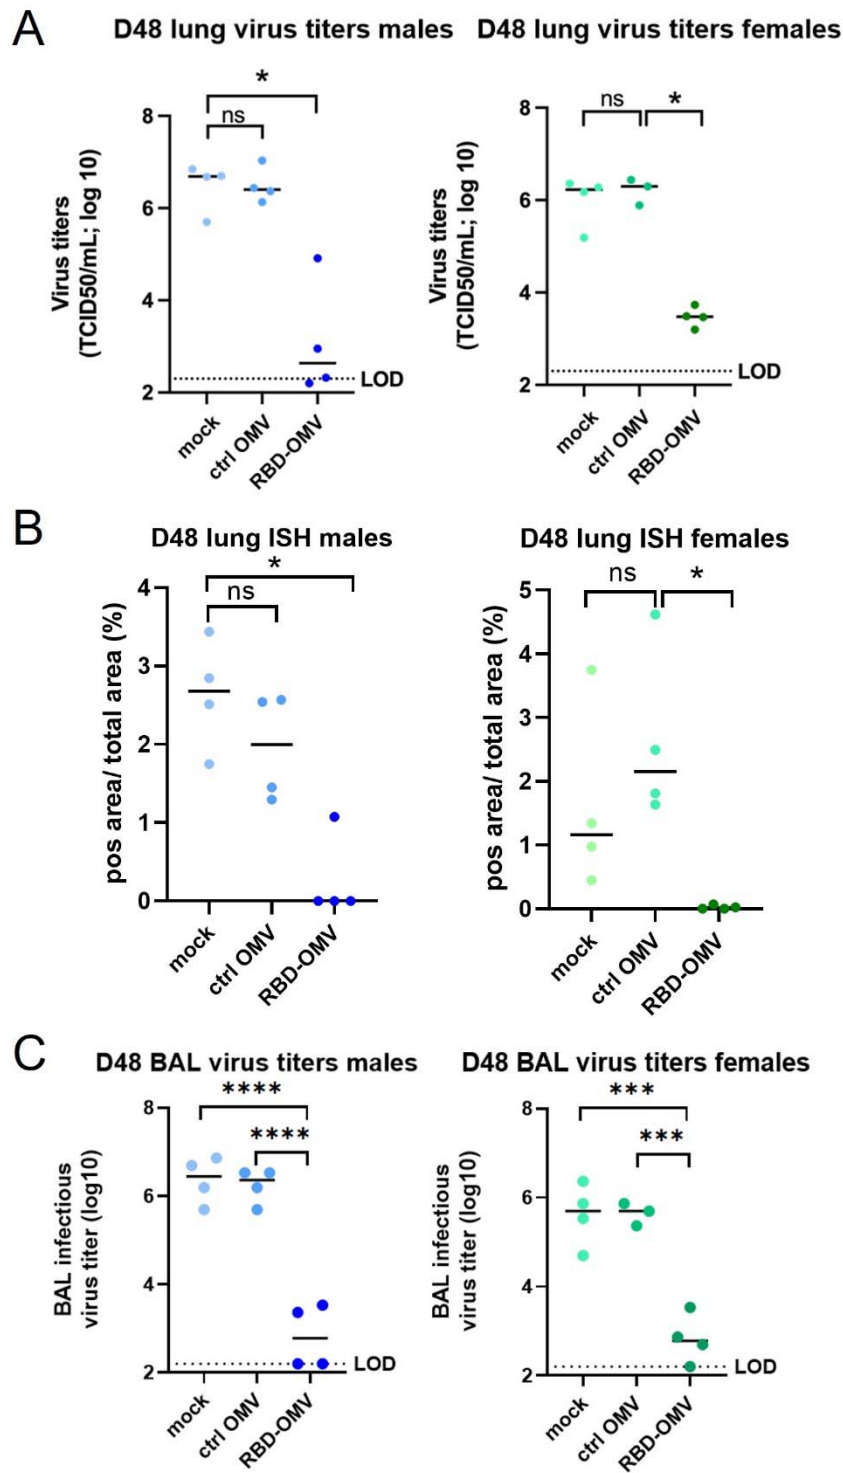 A
D48 lung virus titers males
D48 lung virus titers females
*
ns
8
6
4
2
Virus titers
(TCID50/mL; log 10)
LOD
mock
ctrl OMV
RBD-OMV
ns
*
8
6
4
2
Virus titers
(TCID50/mL; log 10)
LOD
mock
ctrl OMV
RBD-OMV
B
D48 lung ISH males
*
ns
4
3
2
1
0
pos area/ total area (%)
mock
ctrl OMV
RBD-OMV
D48 lung ISH females
ns
*
5
4
3
2
1
0
pos area/ total area (%)
mock
ctrl OMV
RBD-OMV
C
D48 BAL virus titers males
****
****
8
6
4
2
BAL infectious
virus titer (log10)
LOD
mock
ctrl OMV
RBD-OMV
D48 BAL virus titers females
***
***
8
6
4
2
BAL infectious
virus titer (log10)
LOD
mock
ctrl OMV
RBD-OMV